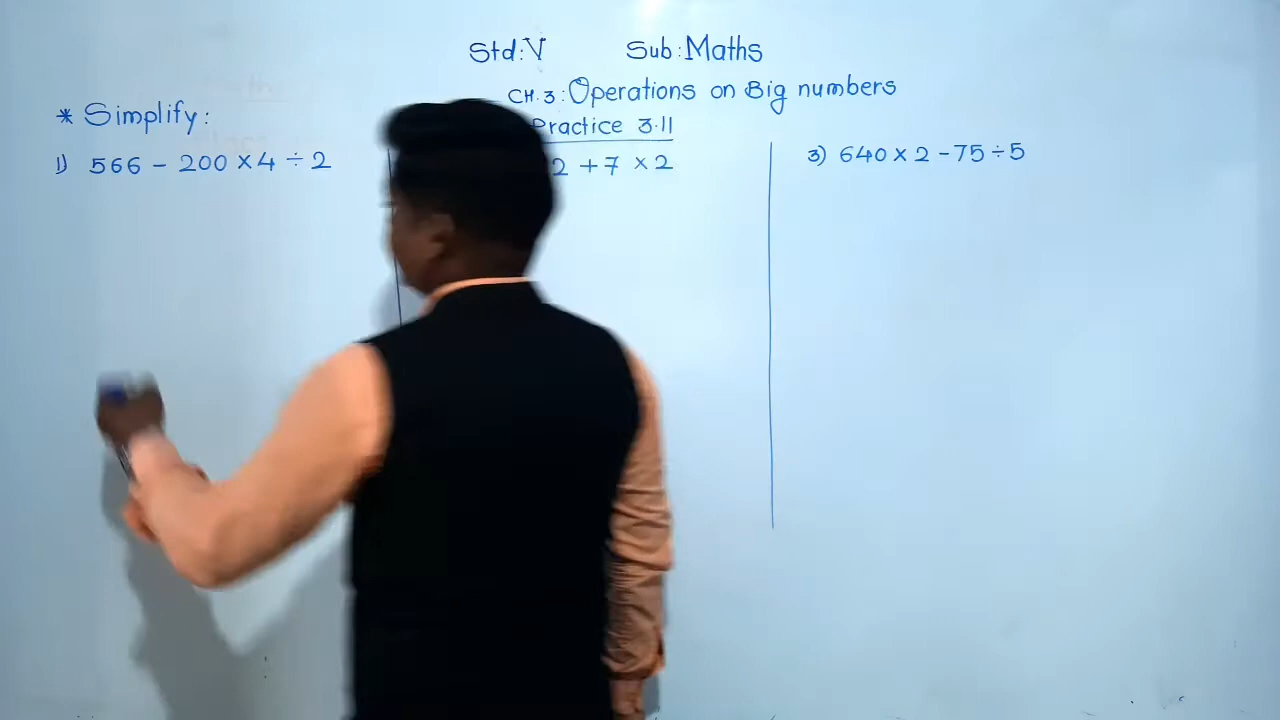 Std: V Sub: Maths
CH. 3: Operations on Big numbers
* Simplify:
Practice 3.11
1) 566 - 200 × 4 ÷ 2
2 + 7 × 2
3) 640 × 2 - 75 ÷ 5